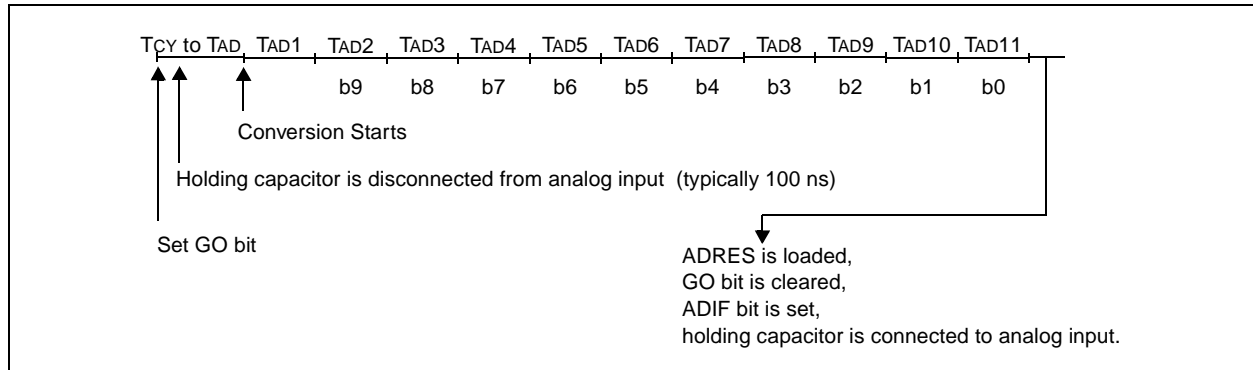 TCY to TAD TAD1 TAD2 TAD3 TAD4 TAD5 TAD6 TAD7 TAD8 TAD9 TAD10 TAD11
b9 b8 b7 b6 b5 b4 b3 b2 b1 b0
Conversion Starts
Holding capacitor is disconnected from analog input (typically 100 ns)
Set GO bit
ADRES is loaded,
GO bit is cleared,
ADIF bit is set,
holding capacitor is connected to analog input.